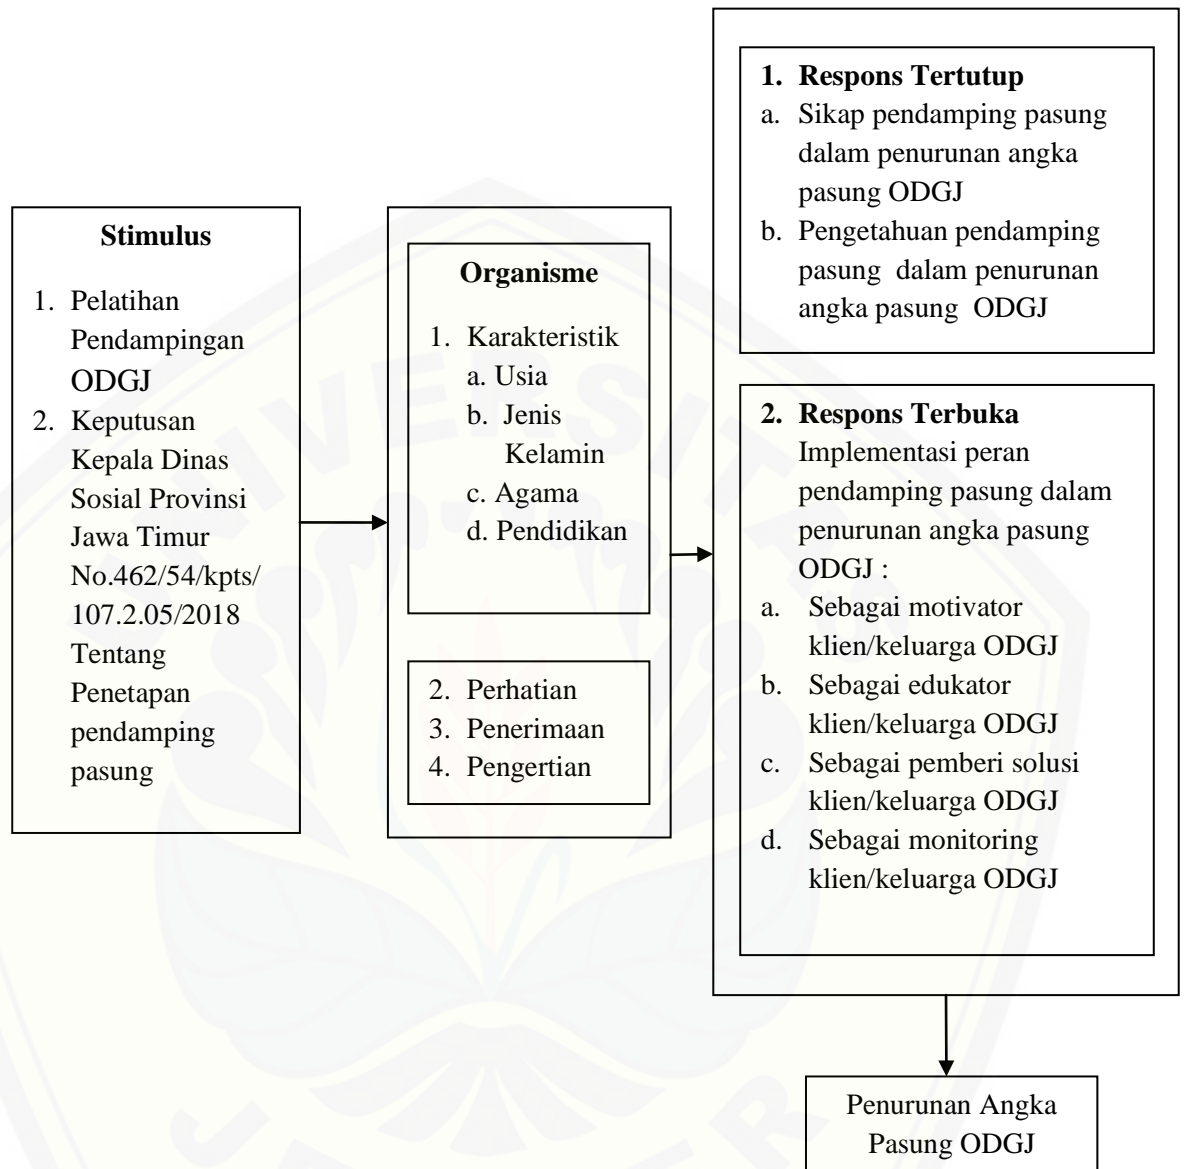 Stimulus
1. Pelatihan
Pendampingan
ODGJ
2. Keputusan
Kepala Dinas
Sosial Provinsi
Jawa Timur
No.462/54/kpts/
107.2.05/2018
Tentang
Penetapan
pendamping
pasung
Organisme
1. Karakteristik
a. Usia
b. Jenis
Kelamin
c. Agama
d. Pendidikan
2. Perhatian
3. Penerimaan
4. Pengertian
1. Respons Tertutup
a. Sikap pendamping pasung
dalam penurunan angka
pasung ODGJ
b. Pengetahuan pendamping
pasung dalam penurunan
angka pasung ODGJ
2. Respons Terbuka
Implementasi peran
pendamping pasung dalam
penurunan angka pasung
ODGJ :
a. Sebagai motivator
klien/keluarga ODGJ
b. Sebagai edukator
klien/keluarga ODGJ
c. Sebagai pemberi solusi
klien/keluarga ODGJ
d. Sebagai monitoring
klien/keluarga ODGJ
Penurunan Angka
Pasung ODGJ
UNIVERSITAS